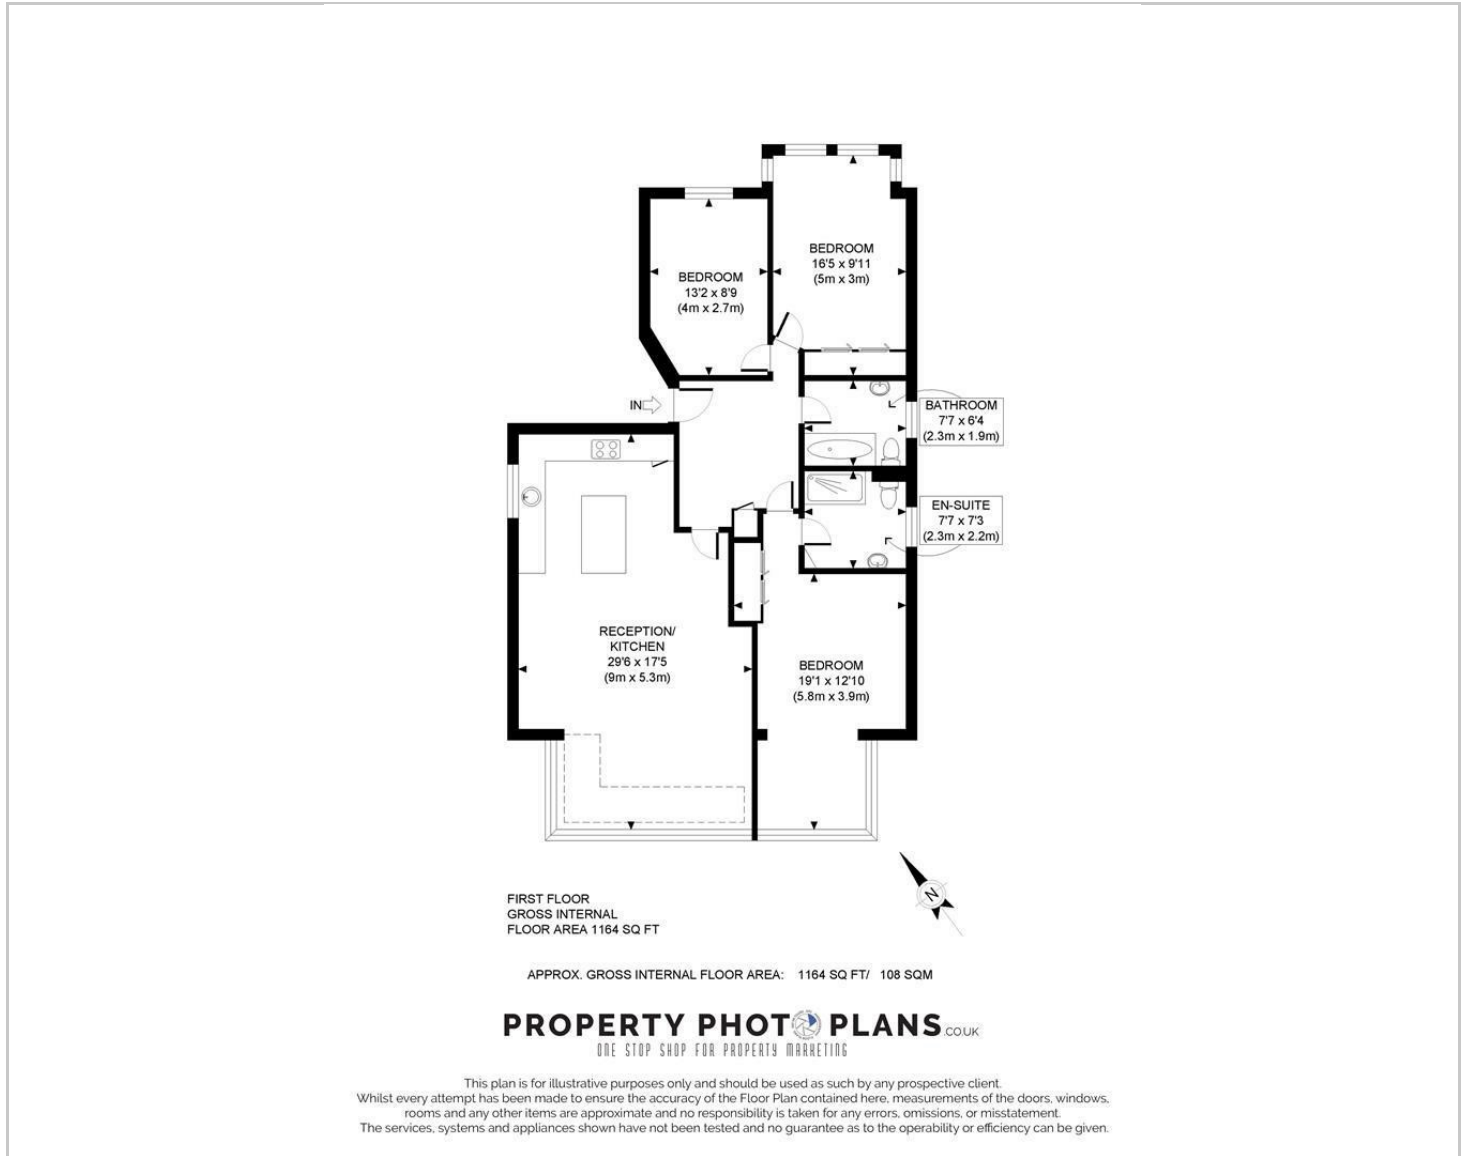 BEDROOM
16'5 x 9'11
(5m x 3m)
BEDROOM
13'2 x 8'9
(4m x 2.7m)
IN
BATHROOM
7'7 x 6'4
(2.3m x 1.9m)
EN-SUITE
7'7 x 7'3
(2.3m x 2.2m)
RECEPTION/
KITCHEN
29'6 x 17'5
(9m x 5.3m)
BEDROOM
19'1 x 12'10
(5.8m x 3.9m)
N
FIRST FLOOR
GROSS INTERNAL
FLOOR AREA 1164 SQ FT
APPROX. GROSS INTERNAL FLOOR AREA: 1164 SQ FT/ 108 SQM
PROPERTY PHOTO PLANS.CO.UK
ONE STOP SHOP FOR PROPERTY MARKETING
This plan is for illustrative purposes only and should be used as such by any prospective client.
Whilst every attempt has been made to ensure the accuracy of the Floor Plan contained here, measurements of the doors, windows,
rooms and any other items are approximate and no responsibility is taken for any errors, omissions, or misstatement.
The services, systems and appliances shown have not been tested and no guarantee as to the operability or efficiency can be given.